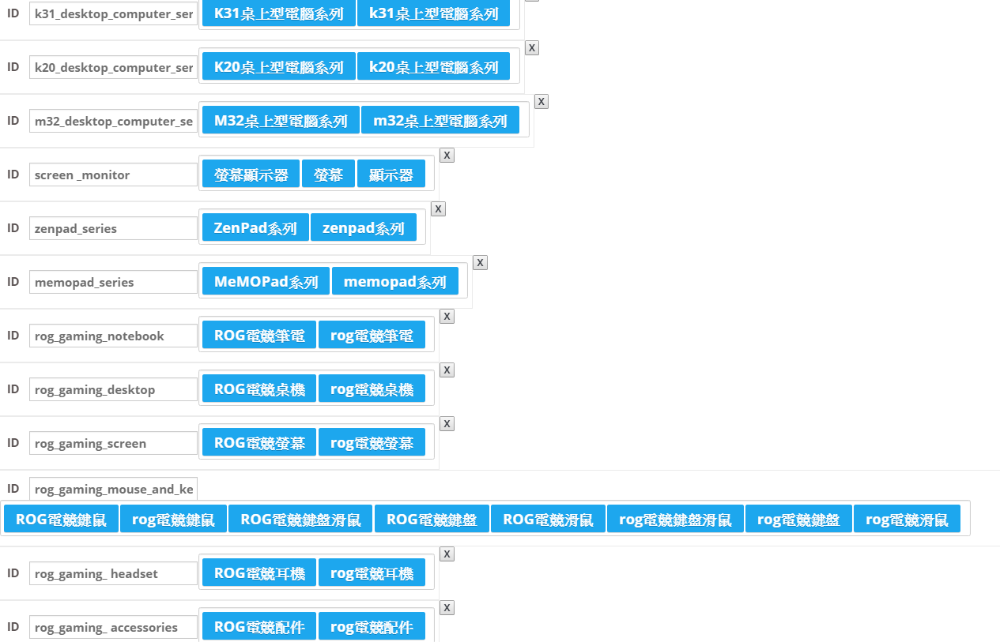 ID k31_desktop_computer_ser K31桌上型電腦系列 k31桌上型電腦系列
X
ID k20_desktop_computer_ser K20桌上型電腦系列 k20桌上型電腦系列
X
ID m32_desktop_computer_se M32桌上型電腦系列 m32桌上型電腦系列
X
ID screen _monitor 螢幕顯示器 螢幕 顯示器
X
ID zenpad_series ZenPad系列 zenpad系列
X
ID memopad_series MeMOPad系列 memopad系列
X
ID rog_gaming_notebook ROG電競筆電 rog電競筆電
X
ID rog_gaming_desktop ROG電競桌機 rog電競桌機
X
ID rog_gaming_screen ROG電競螢幕 rog電競螢幕
ID rog_gaming_mouse_and_ke
ROG電競鍵鼠 rog電競鍵鼠 ROG電競鍵盤滑鼠 ROG電競鍵盤 ROG電競滑鼠 rog電競鍵盤滑鼠 rog電競鍵盤 rog電競滑鼠
X
ID rog_gaming_ headset ROG電競耳機 rog電競耳機
X
ID rog_gaming_ accessories ROG電競配件 rog電競配件